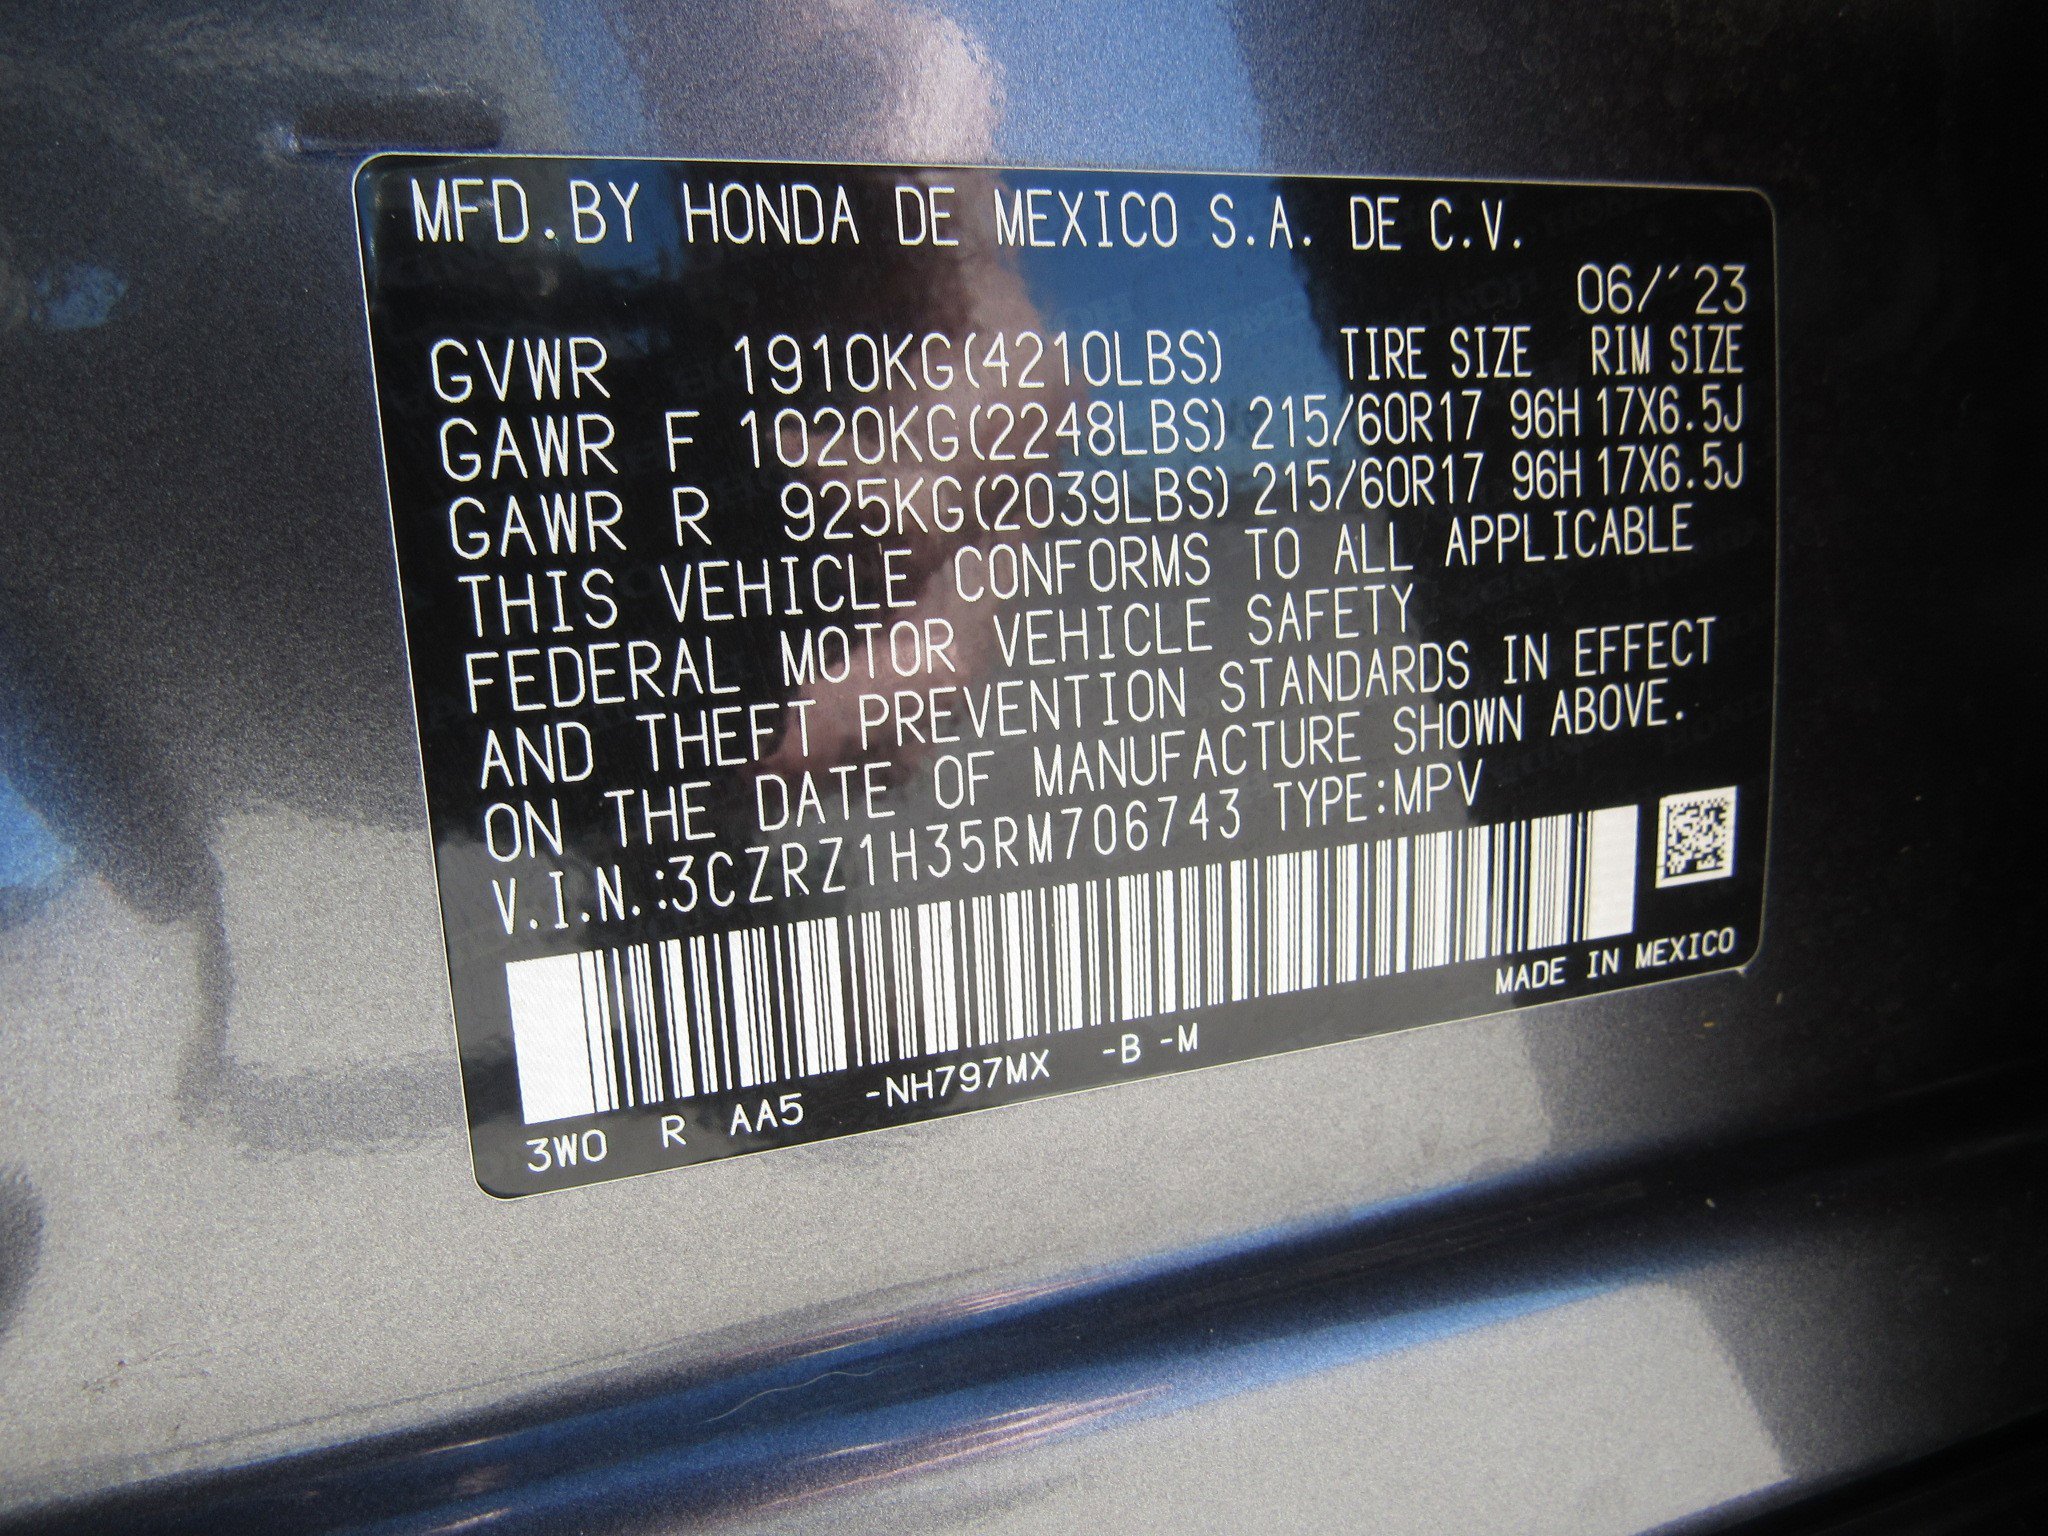 MFD.BY HONDA DE MEXICO S.A. DE C.V.
06/´23
GVWR 1910KG(4210LBS) TIRE SIZE RIM SIZE
GAWR F 1020KG(2248LBS) 215/60R17 96H 17X6.5J
GAWR R 925KG(2039LBS) 215/60R17 96H 17X6.5J
THIS VEHICLE CONFORMS TO ALL APPLICABLE
FEDERAL MOTOR VEHICLE SAFETY
AND THEFT PREVENTION STANDARDS IN EFFECT
ON THE DATE OF MANUFACTURE SHOWN ABOVE.
V.I.N.:3CZRZ1H35RM706743 TYPE:MPV
MADE IN MEXICO
3W0 R AA5 -NH797MX -B -M